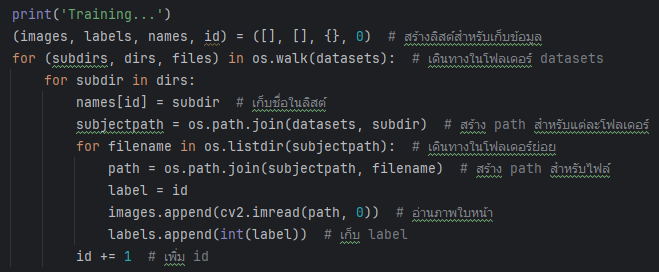 print('Training...')
(images, labels, names, id) = ([], [], {}, 0)  # สร้างลิสต์สำหรับเก็บข้อมูล
for (subdirs, dirs, files) in os.walk(datasets):  # เดินทางในโฟลเดอร์ datasets
    for subdir in dirs:
        names[id] = subdir  # เก็บชื่อในลิสต์
        subjectpath = os.path.join(datasets, subdir)  # สร้าง path สำหรับแต่ละโฟลเดอร์
        for filename in os.listdir(subjectpath):  # เดินทางในโฟลเดอร์ย่อย
            path = os.path.join(subjectpath, filename)  # สร้าง path สำหรับไฟล์
            label = id
            images.append(cv2.imread(path, 0))  # อ่านภาพใบหน้า
            labels.append(int(label))  # เก็บ label
        id += 1  # เพิ่ม id